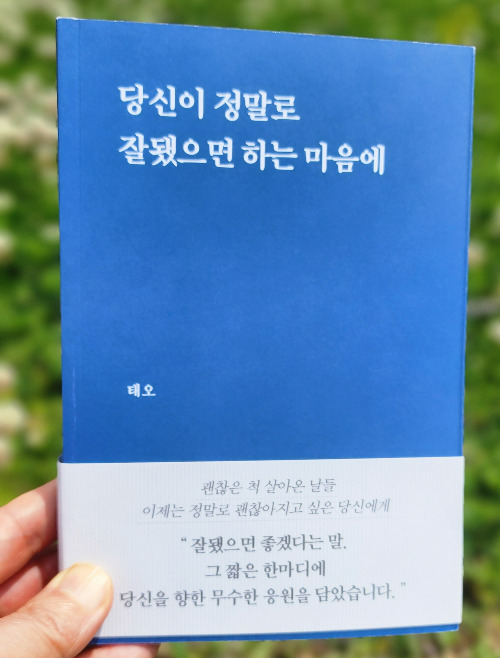 당신이 정말로
잘됐으면 하는 마음에
태오
괜찮은 척 살아온 날들
이제는 정말로 괜찮아지고 싶은 당신에게
“ 잘됐으면 좋겠다는 말.
그 짧은 한마디에
당신을 향한 무수한 응원을 담았습니다. ”